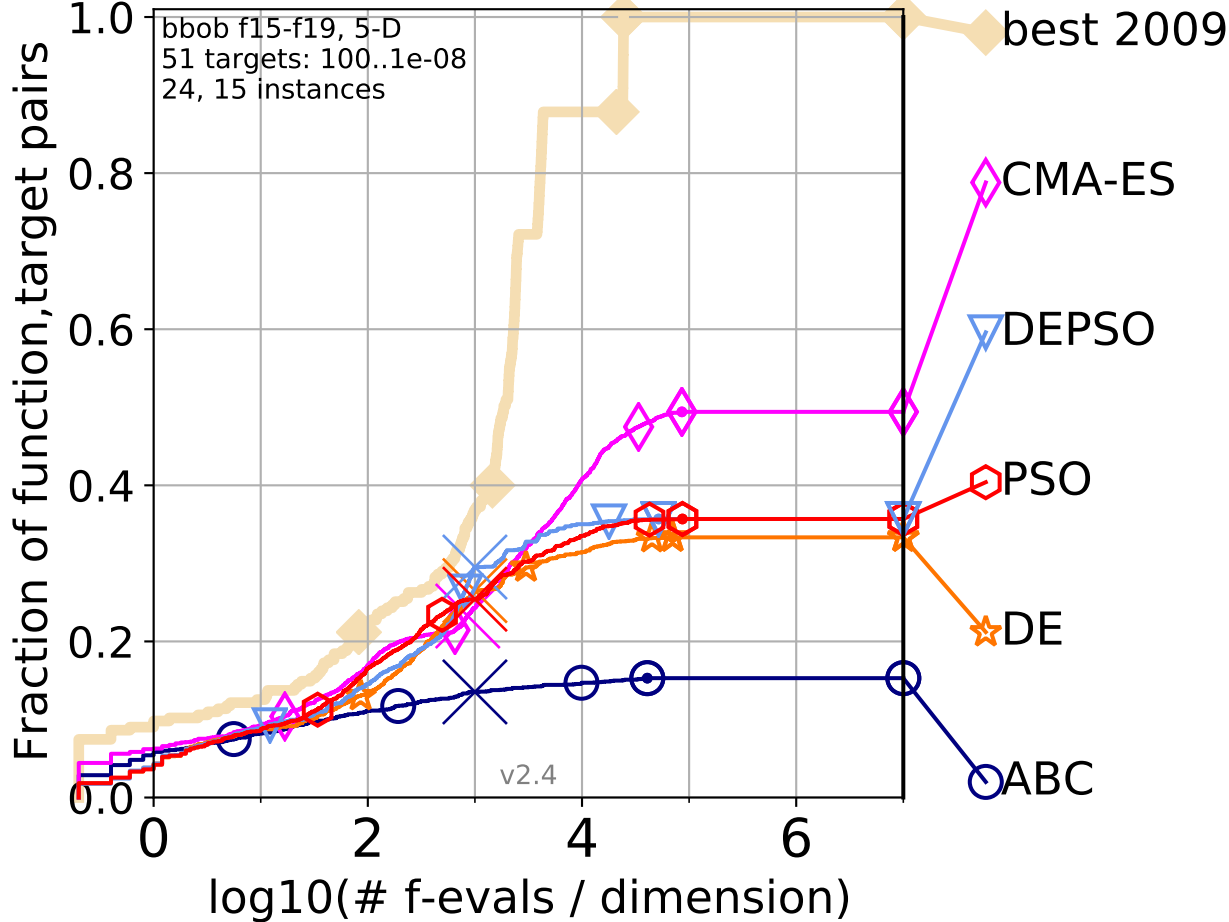 Fraction of function,target pairs
1.0
0.8
0.6
0.4
0.2
0.0
bbob f15-f19, 5-D
51 targets: 100..1e-08
24, 15 instances
best 2009
CMA-ES
DEPSO
PSO
DE
ABC
v2.4
0 2 4 6
log10(# f-evals / dimension)